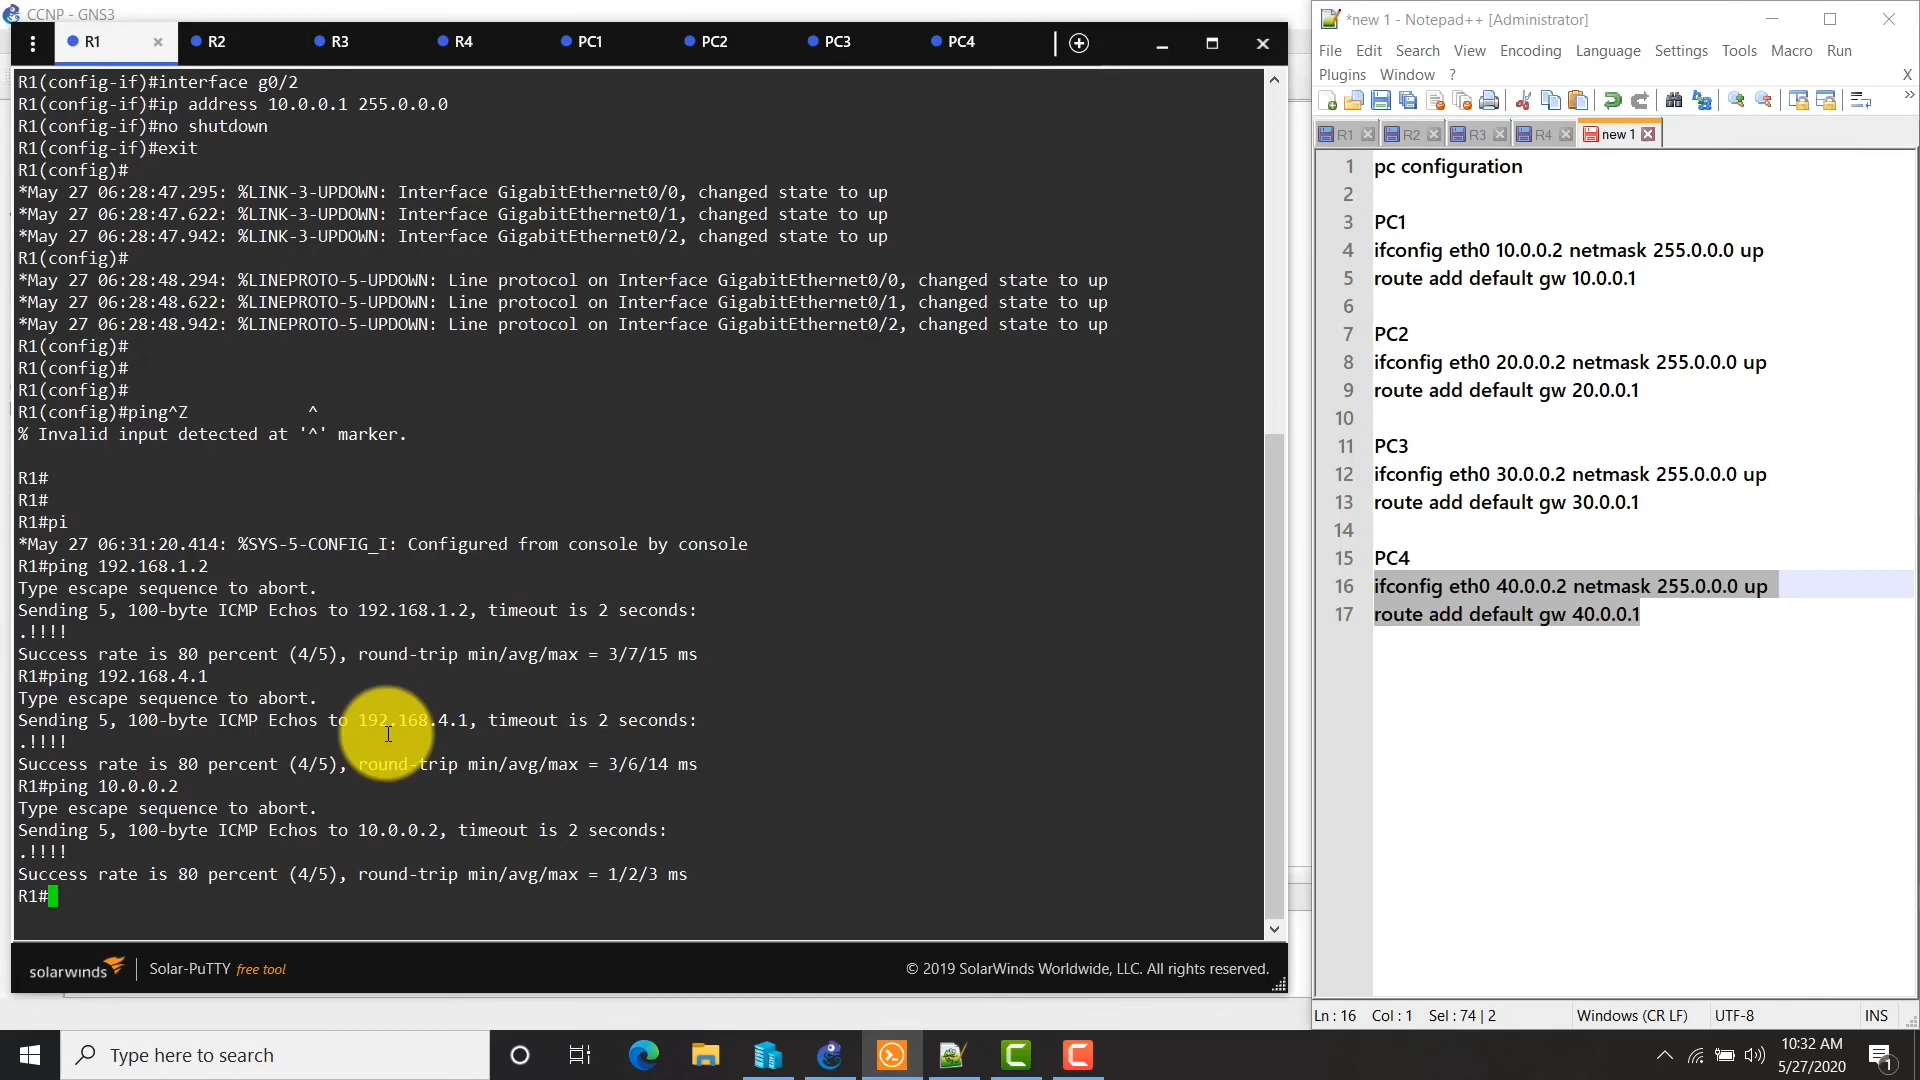 CCNP - GNS3
R1
R2
R3
R4
PC1
PC2
PC3
PC4
R1(config-if)#interface g0/2
R1(config-if)#ip address 10.0.0.1 255.0.0.0
R1(config-if)#no shutdown
R1(config-if)#exit
R1(config)#
*May 27 06:28:47.295: %LINK-3-UPDOWN: Interface GigabitEthernet0/0, changed state to up
*May 27 06:28:47.622: %LINK-3-UPDOWN: Interface GigabitEthernet0/1, changed state to up
*May 27 06:28:47.942: %LINK-3-UPDOWN: Interface GigabitEthernet0/2, changed state to up
R1(config)#
*May 27 06:28:48.294: %LINEPROTO-5-UPDOWN: Line protocol on Interface GigabitEthernet0/0, changed state to up
*May 27 06:28:48.622: %LINEPROTO-5-UPDOWN: Line protocol on Interface GigabitEthernet0/1, changed state to up
*May 27 06:28:48.942: %LINEPROTO-5-UPDOWN: Line protocol on Interface GigabitEthernet0/2, changed state to up
R1(config)#
R1(config)#
R1(config)#
R1(config)#ping^Z            ^
% Invalid input detected at '^' marker.
R1#
R1#
R1#pi
*May 27 06:31:20.414: %SYS-5-CONFIG_I: Configured from console by console
R1#ping 192.168.1.2
Type escape sequence to abort.
Sending 5, 100-byte ICMP Echos to 192.168.1.2, timeout is 2 seconds:
.!!!!
Success rate is 80 percent (4/5), round-trip min/avg/max = 3/7/15 ms
R1#ping 192.168.4.1
Type escape sequence to abort.
Sending 5, 100-byte ICMP Echos to 192.168.4.1, timeout is 2 seconds:
.!!!!
Success rate is 80 percent (4/5), round-trip min/avg/max = 3/6/14 ms
R1#ping 10.0.0.2
Type escape sequence to abort.
Sending 5, 100-byte ICMP Echos to 10.0.0.2, timeout is 2 seconds:
.!!!!
Success rate is 80 percent (4/5), round-trip min/avg/max = 1/2/3 ms
R1#
solarwinds | Solar-PuTTY free tool
© 2019 SolarWinds Worldwide, LLC. All rights reserved.
*new 1 - Notepad++ [Administrator]
File Edit Search View Encoding Language Settings Tools Macro Run
Plugins Window ? X
R1 R2 R3 R4 new 1
1 pc configuration
2
3 PC1
4 ifconfig eth0 10.0.0.2 netmask 255.0.0.0 up
5 route add default gw 10.0.0.1
6
7 PC2
8 ifconfig eth0 20.0.0.2 netmask 255.0.0.0 up
9 route add default gw 20.0.0.1
10
11 PC3
12 ifconfig eth0 30.0.0.2 netmask 255.0.0.0 up
13 route add default gw 30.0.0.1
14
15 PC4
16 ifconfig eth0 40.0.0.2 netmask 255.0.0.0 up
17 route add default gw 40.0.0.1
Ln : 16 Col : 1 Sel : 74 | 2 Windows (CR LF) UTF-8 INS
Type here to search
10:32 AM
5/27/2020
1